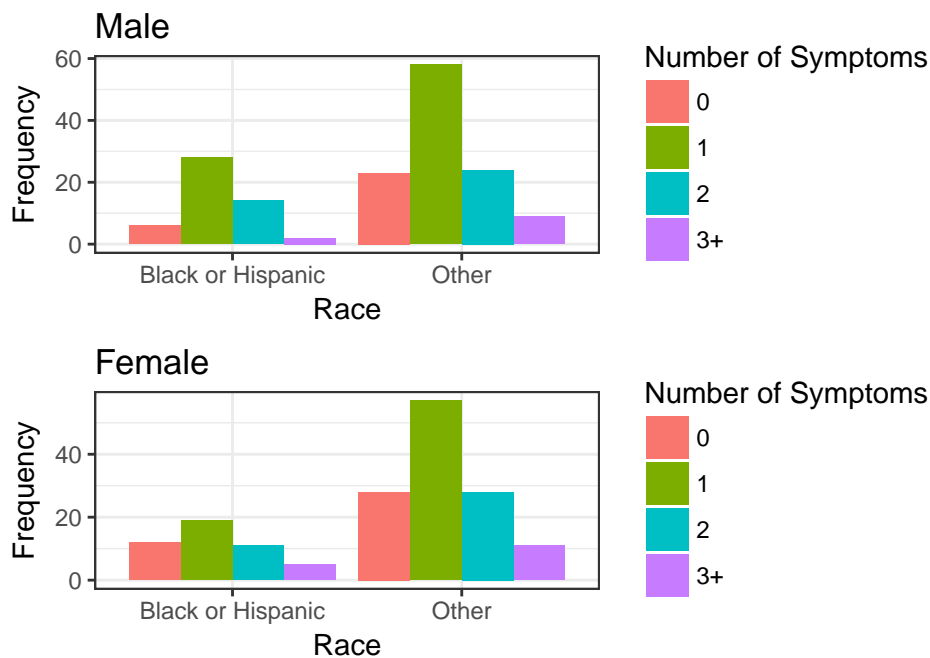 Male
Frequency
60
40
20
0
Black or Hispanic Other
Race
Number of Symptoms
0
1
2
3+
Female
Frequency
40
20
0
Black or Hispanic Other
Race
Number of Symptoms
0
1
2
3+